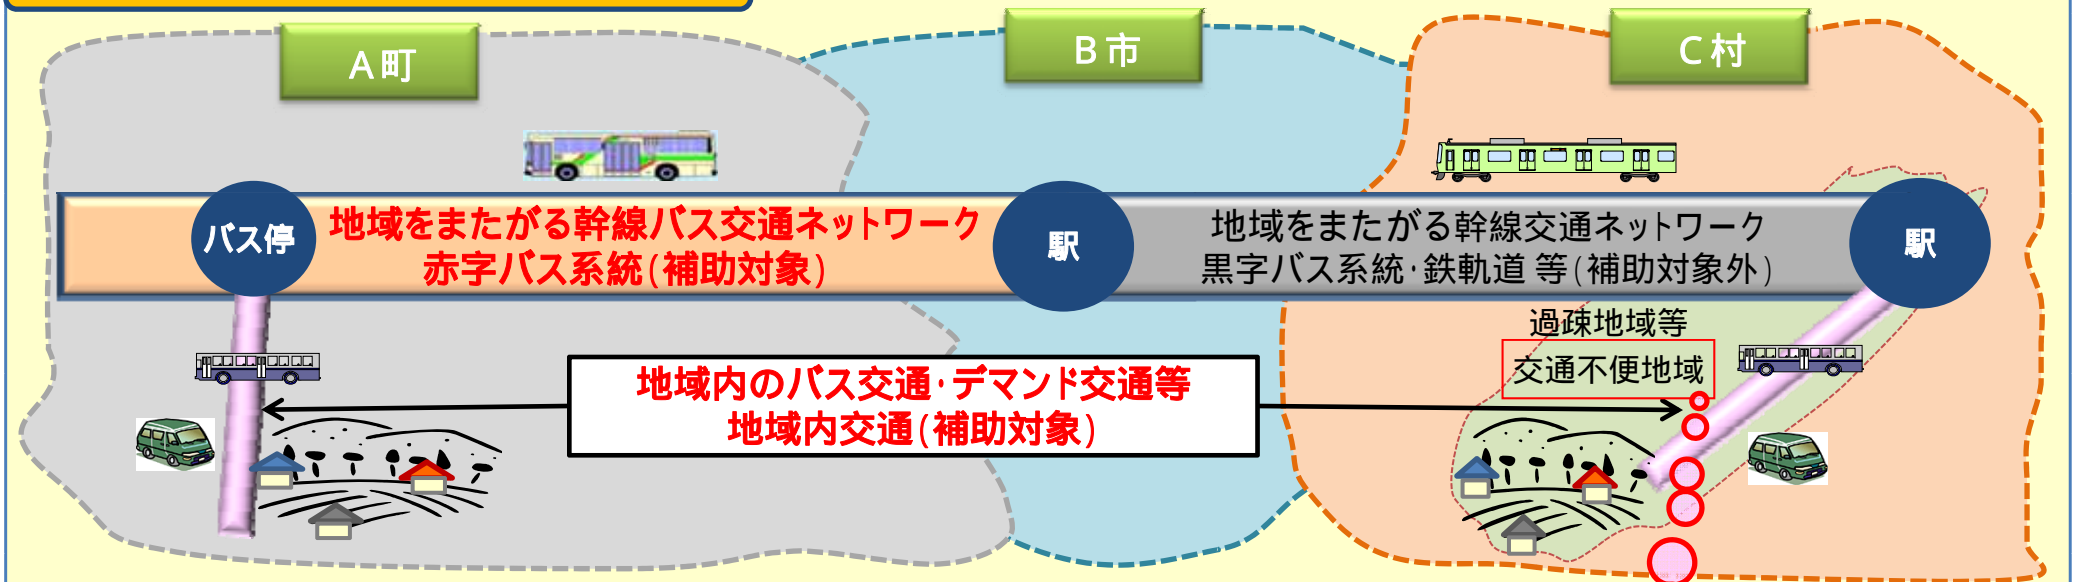 A町
B市
C村
バス停
地域をまたがる幹線バス交通ネットワーク
赤字バス系統(補助対象)
駅
地域をまたがる幹線交通ネットワーク
黒字バス系統・鉄軌道 等(補助対象外)
駅
過疎地域等
交通不便地域
地域内のバス交通・デマンド交通等
地域内交通(補助対象)